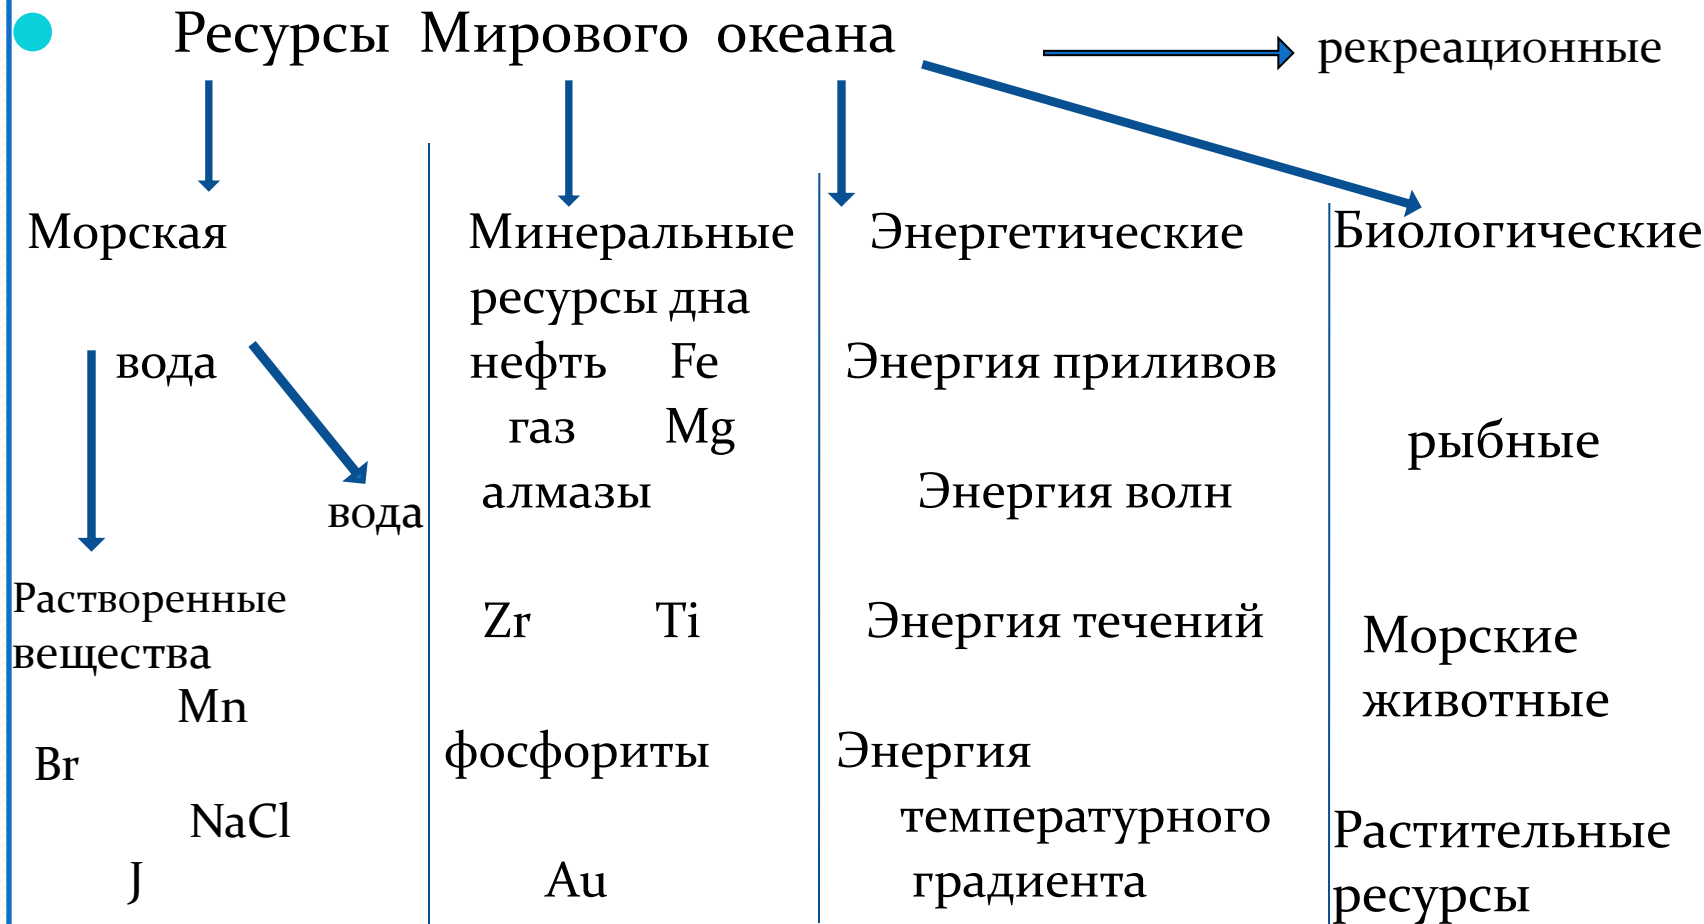 Ресурсы Мирового океана
рекреационные
Морская
вода
вода
Растворенные
вещества
Mn
Br
NaCl
J
Минеральные
ресурсы дна
нефть Fe
газ Mg
алмазы
Zr Ti
фосфориты
Au
Энергетические
Энергия приливов
Энергия волн
Энергия течений
Энергия
температурного
градиента
Биологические
рыбные
Морские
животные
Растительные
ресурсы